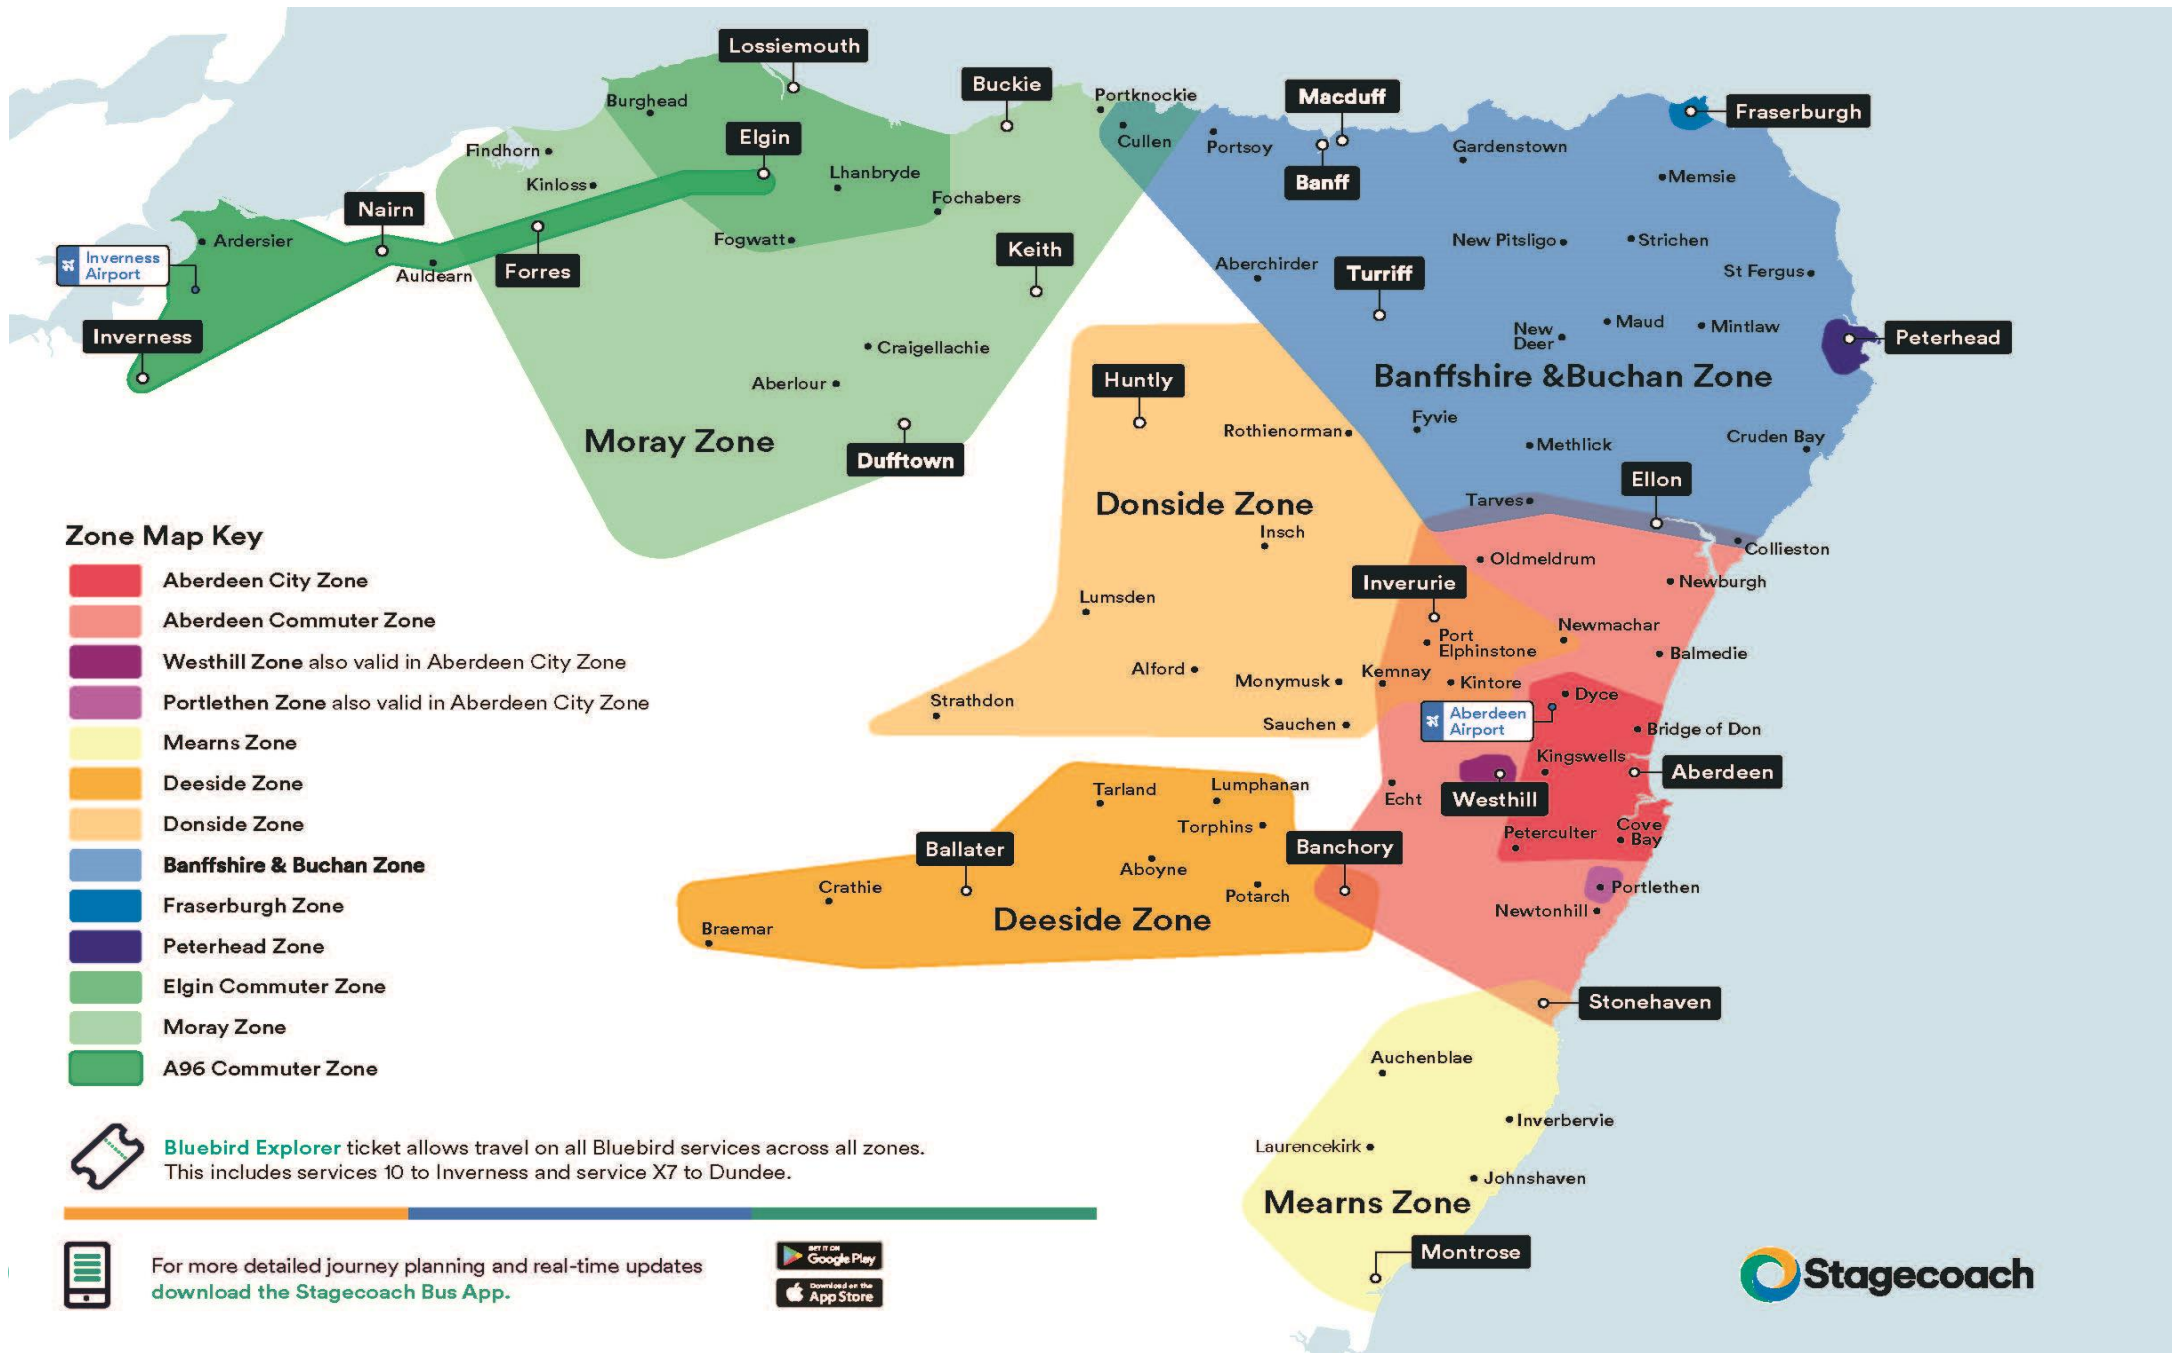 Lossiemouth
Buckie
Portknockie
Macduff
Fraserburgh
Burghead
Elgin
Cullen
Portsoy
Gardenstown
Findhorn
Banff
Memsie
Kinloss
Lhanbryde
Fochabers
Nairn
Ardersier
Fogwatt
Keith
New Pitsligo
Strichen
Inverness
Airport
Auldearn
Forres
Aberchirder
Turriff
St Fergus
Inverness
New
Deer
Maud
Mintlaw
Peterhead
Craigellachie
Aberlour
Huntly
Banffshire &Buchan Zone
Moray Zone
Dufftown
Rothienorman
Fyvie
Methlick
Cruden Bay
Ellon
Donside Zone
Tarves
Insch
Collieston
Oldmeldrum
Inverurie
Newburgh
Lumsden
Newmachar
Port
Elphinstone
Balmedie
Alford
Monymusk
Kemnay
Kintore
Strathdon
Dyce
Sauchen
Aberdeen
Airport
Bridge of Don
Kingswells
Aberdeen
Tarland
Lumphanan
Echt
Westhill
Torphins
Peterculter
Cove
Bay
Ballater
Banchory
Aboyne
Crathie
Potarch
Portlethen
Deeside Zone
Newtonhill
Braemar
Stonehaven
Auchenblae
Inverbervie
Laurencekirk
Johnshaven
Mearns Zone
Montrose
Zone Map Key
Aberdeen City Zone
Aberdeen Commuter Zone
Westhill Zone also valid in Aberdeen City Zone
Portlethen Zone also valid in Aberdeen City Zone
Mearns Zone
Deeside Zone
Donside Zone
Banffshire & Buchan Zone
Fraserburgh Zone
Peterhead Zone
Elgin Commuter Zone
Moray Zone
A96 Commuter Zone
Bluebird Explorer ticket allows travel on all Bluebird services across all zones.
This includes services 10 to Inverness and service X7 to Dundee.
For more detailed journey planning and real-time updates
download the Stagecoach Bus App.
GET IT ON
Google Play
Download on the
App Store
Stagecoach